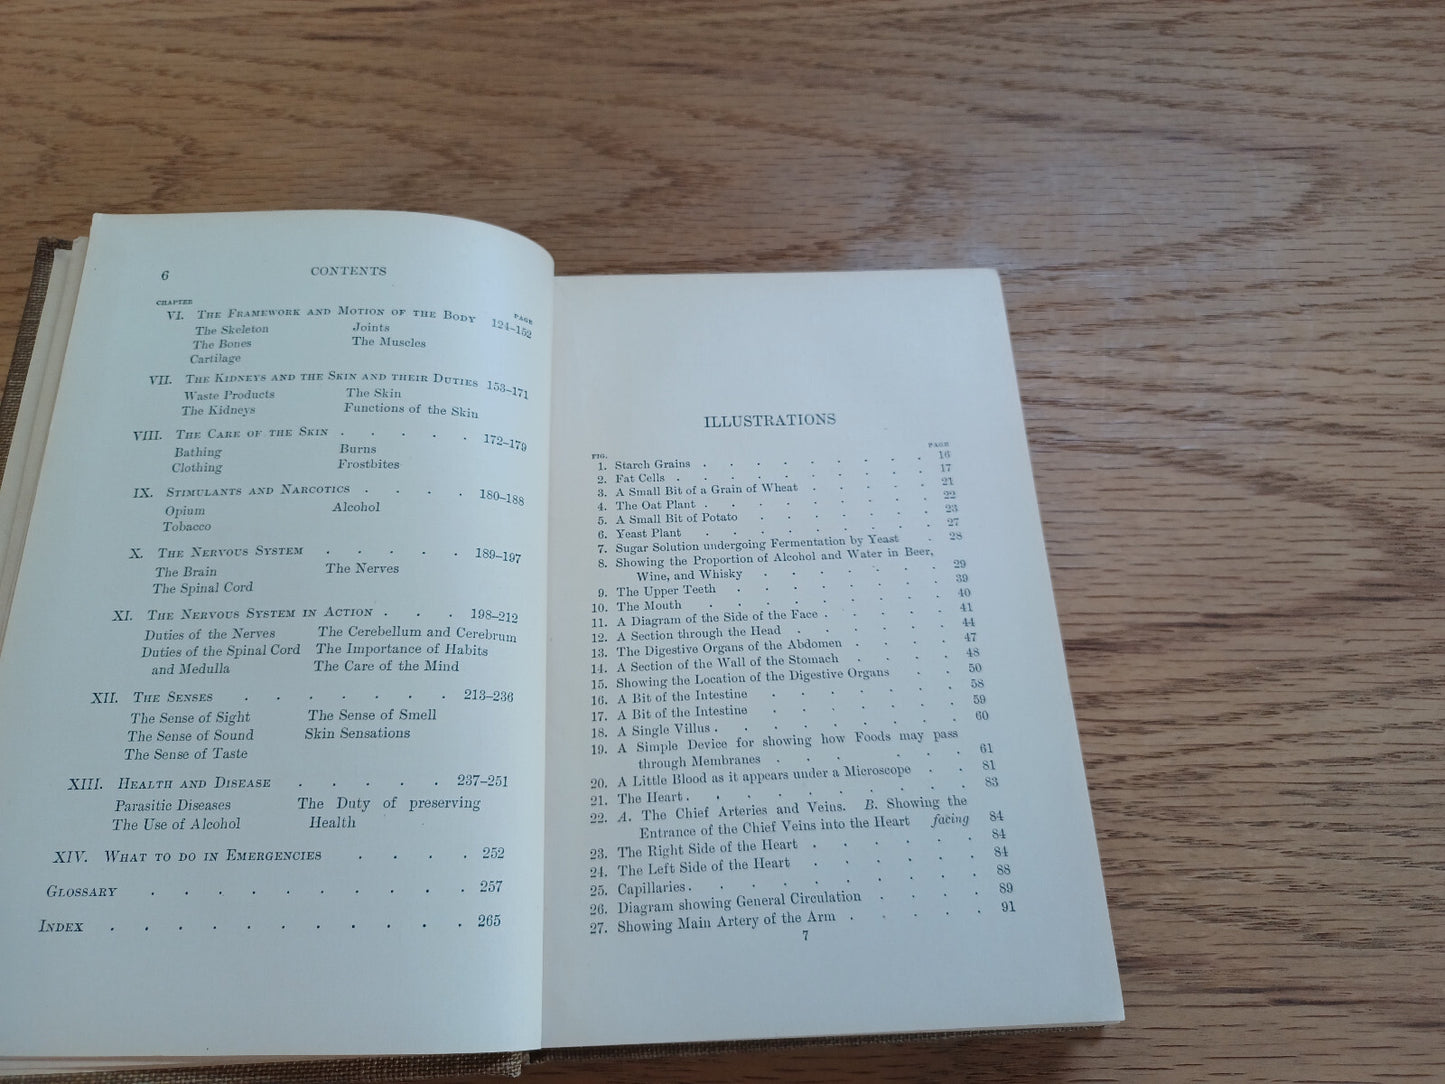 6 CONTENTS
CHAPTER PAGE
VI. THE FRAMEWORK AND MOTION OF THE BODY 124–152
The Skeleton Joints
The Bones The Muscles
Cartilage
VII. THE KIDNEYS AND THE SKIN AND THEIR DUTIES 153–171
Waste Products The Skin
The Kidneys Functions of the Skin
VIII. THE CARE OF THE SKIN . . . . . 172–179
Bathing Burns
Clothing Frostbites
IX. STIMULANTS AND NARCOTICS . . . . 180–188
Opium Alcohol
Tobacco
X. THE NERVOUS SYSTEM . . . . . 189–197
The Brain The Nerves
The Spinal Cord
XI. THE NERVOUS SYSTEM IN ACTION . . . 198–212
Duties of the Nerves The Cerebellum and Cerebrum
Duties of the Spinal Cord The Importance of Habits
and Medulla The Care of the Mind
XII. THE SENSES . . . . . . . 213–236
The Sense of Sight The Sense of Smell
The Sense of Sound Skin Sensations
The Sense of Taste
XIII. HEALTH AND DISEASE . . . . . 237–251
Parasitic Diseases The Duty of preserving
The Use of Alcohol Health
XIV. WHAT TO DO IN EMERGENCIES . . . . 252
GLOSSARY . . . . . . . . . . 257
INDEX . . . . . . . . . . . 265
ILLUSTRATIONS
FIG. PAGE
1. Starch Grains . . . . . . . . . 16
2. Fat Cells . . . . . . . . . . 17
3. A Small Bit of a Grain of Wheat . . . . . 21
4. The Oat Plant . . . . . . . . . 22
5. A Small Bit of Potato . . . . . . . 23
6. Yeast Plant . . . . . . . . . 27
7. Sugar Solution undergoing Fermentation by Yeast . 28
8. Showing the Proportion of Alcohol and Water in Beer,
Wine, and Whisky . . . . . . . 29
9. The Upper Teeth . . . . . . . . 39
10. The Mouth . . . . . . . . . 40
11. A Diagram of the Side of the Face . . . . . 41
12. A Section through the Head . . . . . . 44
13. The Digestive Organs of the Abdomen . . . . 47
14. A Section of the Wall of the Stomach . . . . 48
15. Showing the Location of the Digestive Organs . . 50
16. A Bit of the Intestine . . . . . . . 58
17. A Bit of the Intestine . . . . . . . 59
18. A Single Villus . . . . . . . . 60
19. A Simple Device for showing how Foods may pass
through Membranes . . . . . . . 61
20. A Little Blood as it appears under a Microscope . . 81
21. The Heart . . . . . . . . . . 83
22. A. The Chief Arteries and Veins. B. Showing the
Entrance of the Chief Veins into the Heart facing 84
23. The Right Side of the Heart . . . . . . 84
24. The Left Side of the Heart . . . . . . 84
25. Capillaries . . . . . . . . . . 88
26. Diagram showing General Circulation . . . . 89
27. Showing Main Artery of the Arm . . . . . 91
7